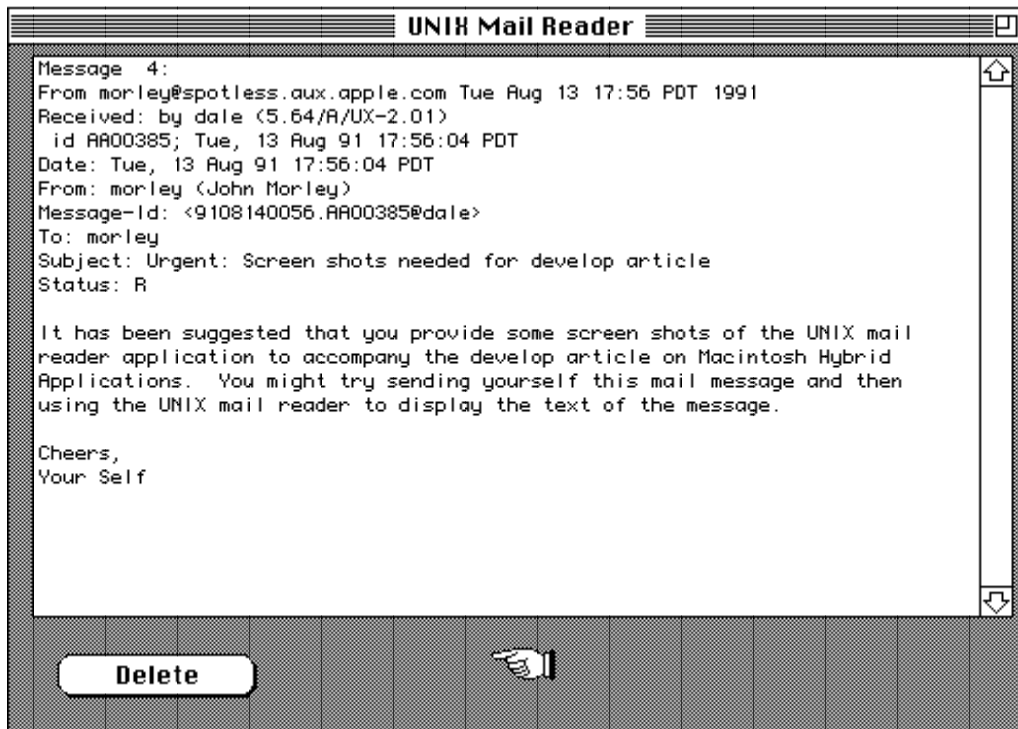 UNIX Mail Reader
Message  4:
From morley@spotless.aux.apple.com Tue Aug 13 17:56 PDT 1991
Received: by dale (5.64/A/UX-2.01)
 id AA00385; Tue, 13 Aug 91 17:56:04 PDT
Date: Tue, 13 Aug 91 17:56:04 PDT
From: morley (John Morley)
Message-Id: <9108140056.AA00385@dale>
To: morley
Subject: Urgent: Screen shots needed for develop article
Status: R
It has been suggested that you provide some screen shots of the UNIX mail
reader application to accompany the develop article on Macintosh Hybrid
Applications.  You might try sending yourself this mail message and then
using the UNIX mail reader to display the text of the message.
Cheers,
Your Self
Delete